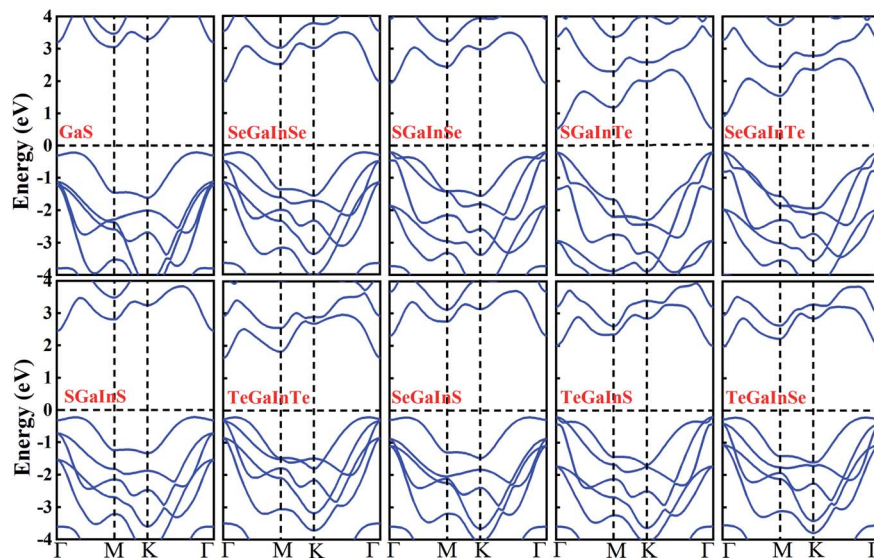 4
3
2
1
0
-1
-2
-3
-4
Energy (eV)
GaS
SeGaInSe
SGaInSe
SGaInTe
SeGaInTe
4
3
2
1
0
-1
-2
-3
-4
Energy (eV)
SGaInS
TeGaInTe
SeGaInS
TeGaInS
TeGaInSe
Γ M K Γ M K Γ M K Γ M K Γ M K Γ